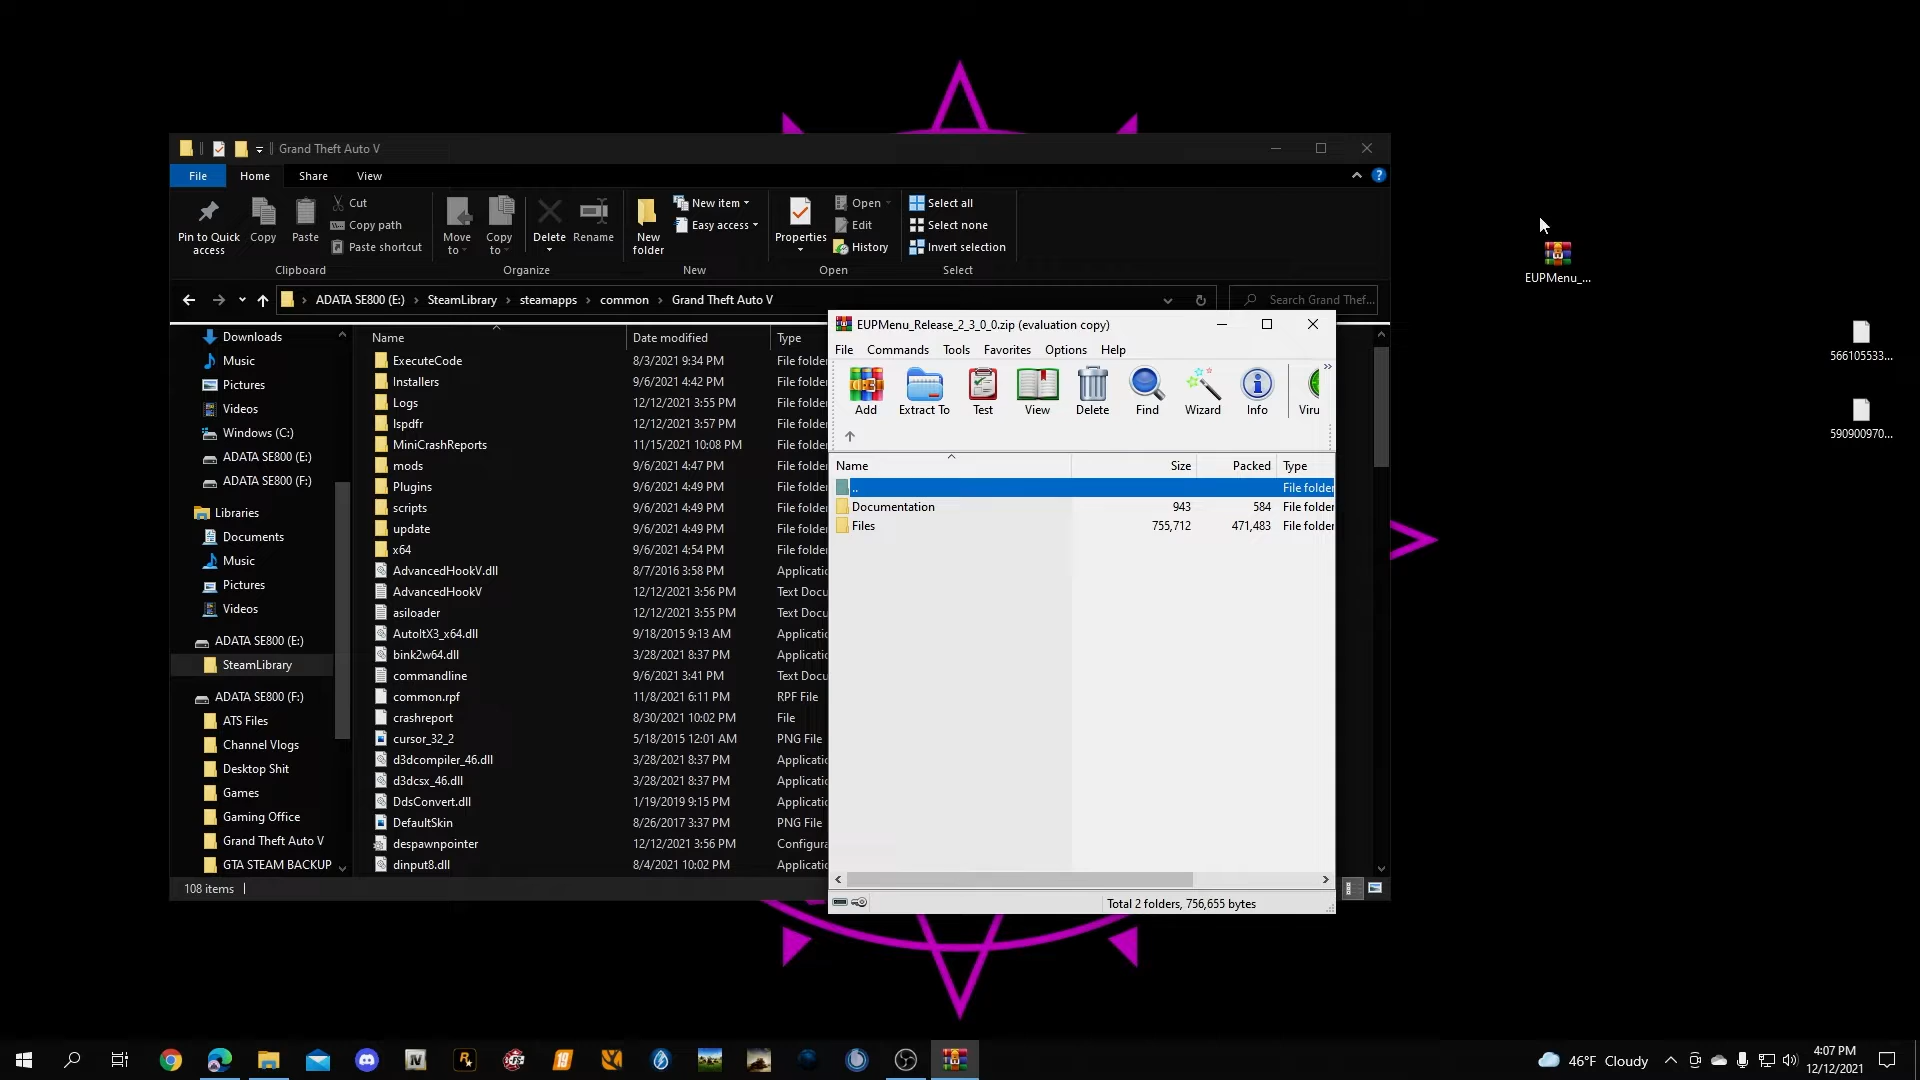 Grand Theft Auto V
File Home Share View
Pin to Quick access
Copy
Paste
Cut
Copy path
Paste shortcut
Move to
Copy to
Delete
Rename
New folder
New item
Easy access
Properties
Open
Edit
History
Select all
Select none
Invert selection
Clipboard Organize New Open Select
ADATA SE800 (E:) SteamLibrary steamapps common Grand Theft Auto V
Search Grand Thef...
Downloads
Music
Pictures
Videos
Windows (C:)
ADATA SE800 (E:)
ADATA SE800 (F:)
Libraries
Documents
Music
Pictures
Videos
ADATA SE800 (E:)
SteamLibrary
ADATA SE800 (F:)
ATS Files
Channel Vlogs
Desktop Shit
Games
Gaming Office
Grand Theft Auto V
GTA STEAM BACKUP
Name Date modified Type
ExecuteCode 8/3/2021 9:34 PM File folder
Installers 9/6/2021 4:42 PM File folder
Logs 12/12/2021 3:55 PM File folder
lspdfr 12/12/2021 3:57 PM File folder
MiniCrashReports 11/15/2021 10:08 PM File folder
mods 9/6/2021 4:47 PM File folder
Plugins 9/6/2021 4:49 PM File folder
scripts 9/6/2021 4:49 PM File folder
update 9/6/2021 4:49 PM File folder
x64 9/6/2021 4:54 PM File folder
AdvancedHookV.dll 8/7/2016 3:58 PM Applicatio
AdvancedHookV 12/12/2021 3:56 PM Text Docu
asiloader 12/12/2021 3:55 PM Text Docu
AutoItX3_x64.dll 9/18/2015 9:13 AM Applicatio
bink2w64.dll 3/28/2021 8:37 PM Applicatio
commandline 9/6/2021 3:41 PM Text Docu
common.rpf 11/8/2021 6:11 PM RPF File
crashreport 8/30/2021 10:02 PM File
cursor_32_2 5/18/2015 12:01 AM PNG File
d3dcompiler_46.dll 3/28/2021 8:37 PM Applicatio
d3dcsx_46.dll 3/28/2021 8:37 PM Applicatio
DdsConvert.dll 1/19/2019 9:15 PM Applicatio
DefaultSkin 8/26/2017 3:37 PM PNG File
despawnpointer 12/12/2021 3:56 PM Configura
dinput8.dll 8/4/2021 10:02 PM Applicatio
108 items
EUPMenu_Release_2_3_0_0.zip (evaluation copy)
File Commands Tools Favorites Options Help
Add Extract To Test View Delete Find Wizard Info Viru
Name Size Packed Type
.. File folder
Documentation 943 584 File folder
Files 755,712 471,483 File folder
Total 2 folders, 756,655 bytes
EUPMenu_...
566105533...
590900970...
46°F Cloudy
4:07 PM
12/12/2021